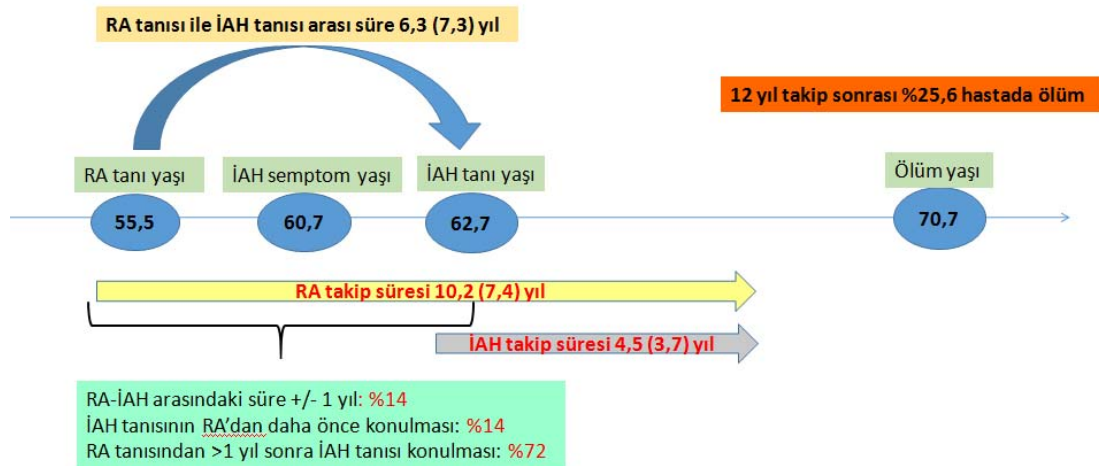 RA tanısı ile İAH tanısı arası süre 6,3 (7,3) yıl
12 yıl takip sonrası %25,6 hastada ölüm
RA tanı yaşı
İAH semptom yaşı
İAH tanı yaşı
Ölüm yaşı
55,5
60,7
62,7
70,7
RA takip süresi 10,2 (7,4) yıl
İAH takip süresi 4,5 (3,7) yıl
RA-İAH arasındaki süre +/- 1 yıl: %14
İAH tanısının RA’dan daha önce konulması: %14
RA tanısından >1 yıl sonra İAH tanısı konulması: %72